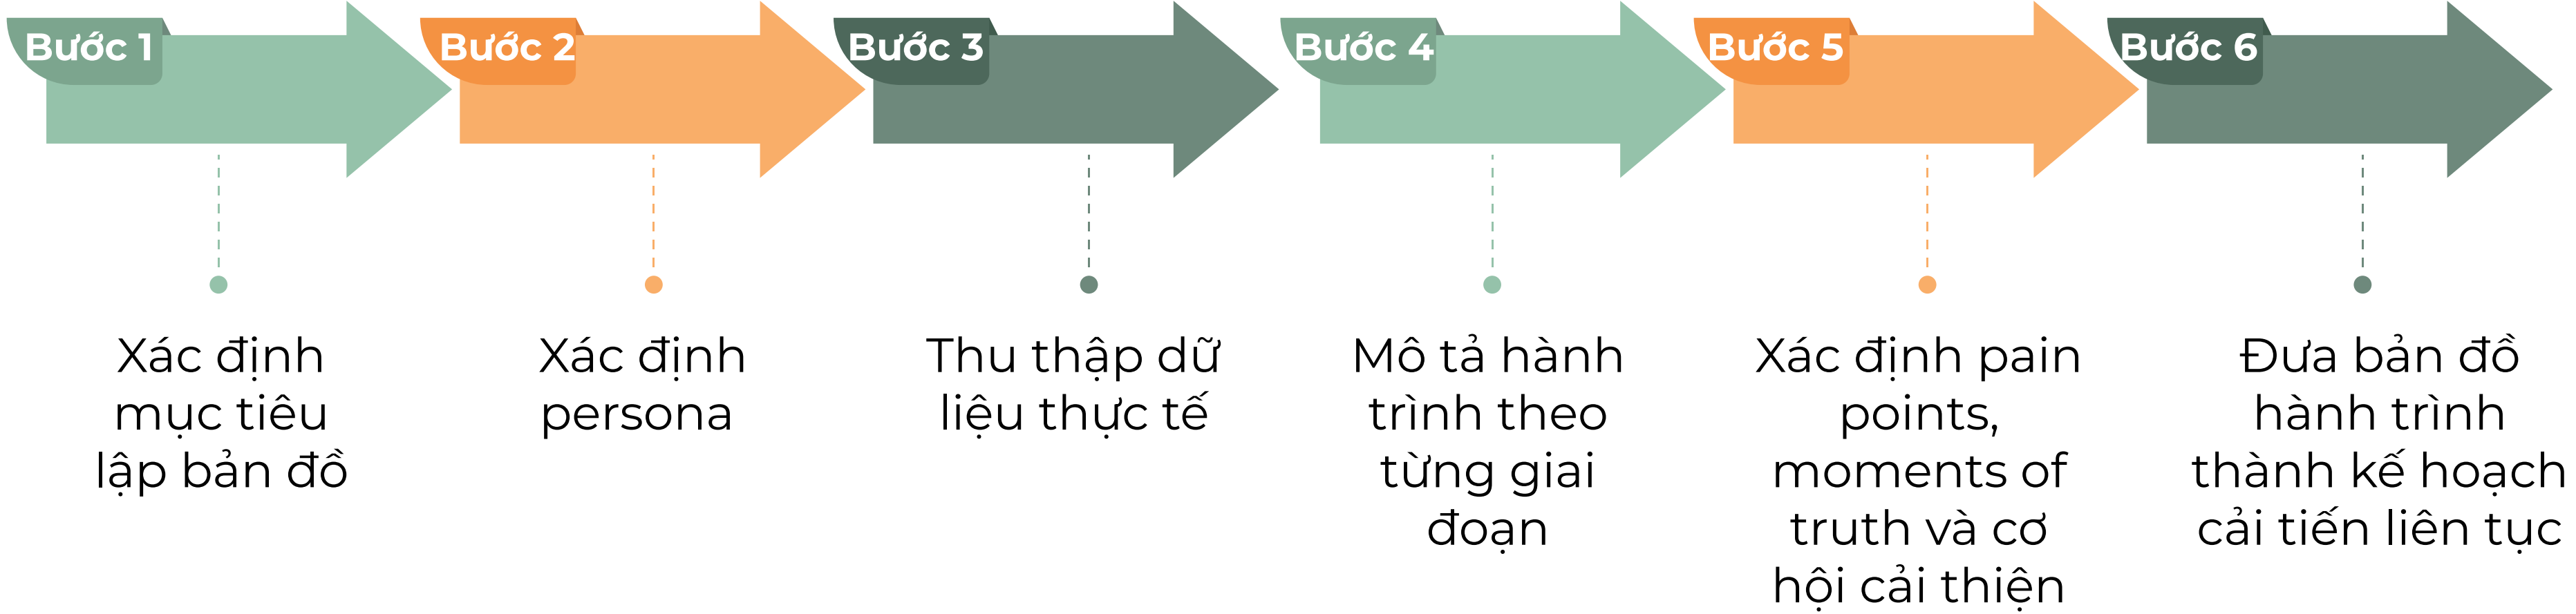 Bước 1
Bước 2
Bước 3
Bước 4
Bước 5
Bước 6
Xác định
mục tiêu
lập bản đồ
Xác định
persona
Thu thập dữ
liệu thực tế
Mô tả hành
trình theo
từng giai
đoạn
Xác định pain
points,
moments of
truth và cơ
hội cải thiện
Đưa bản đồ
hành trình
thành kế hoạch
cải tiến liên tục